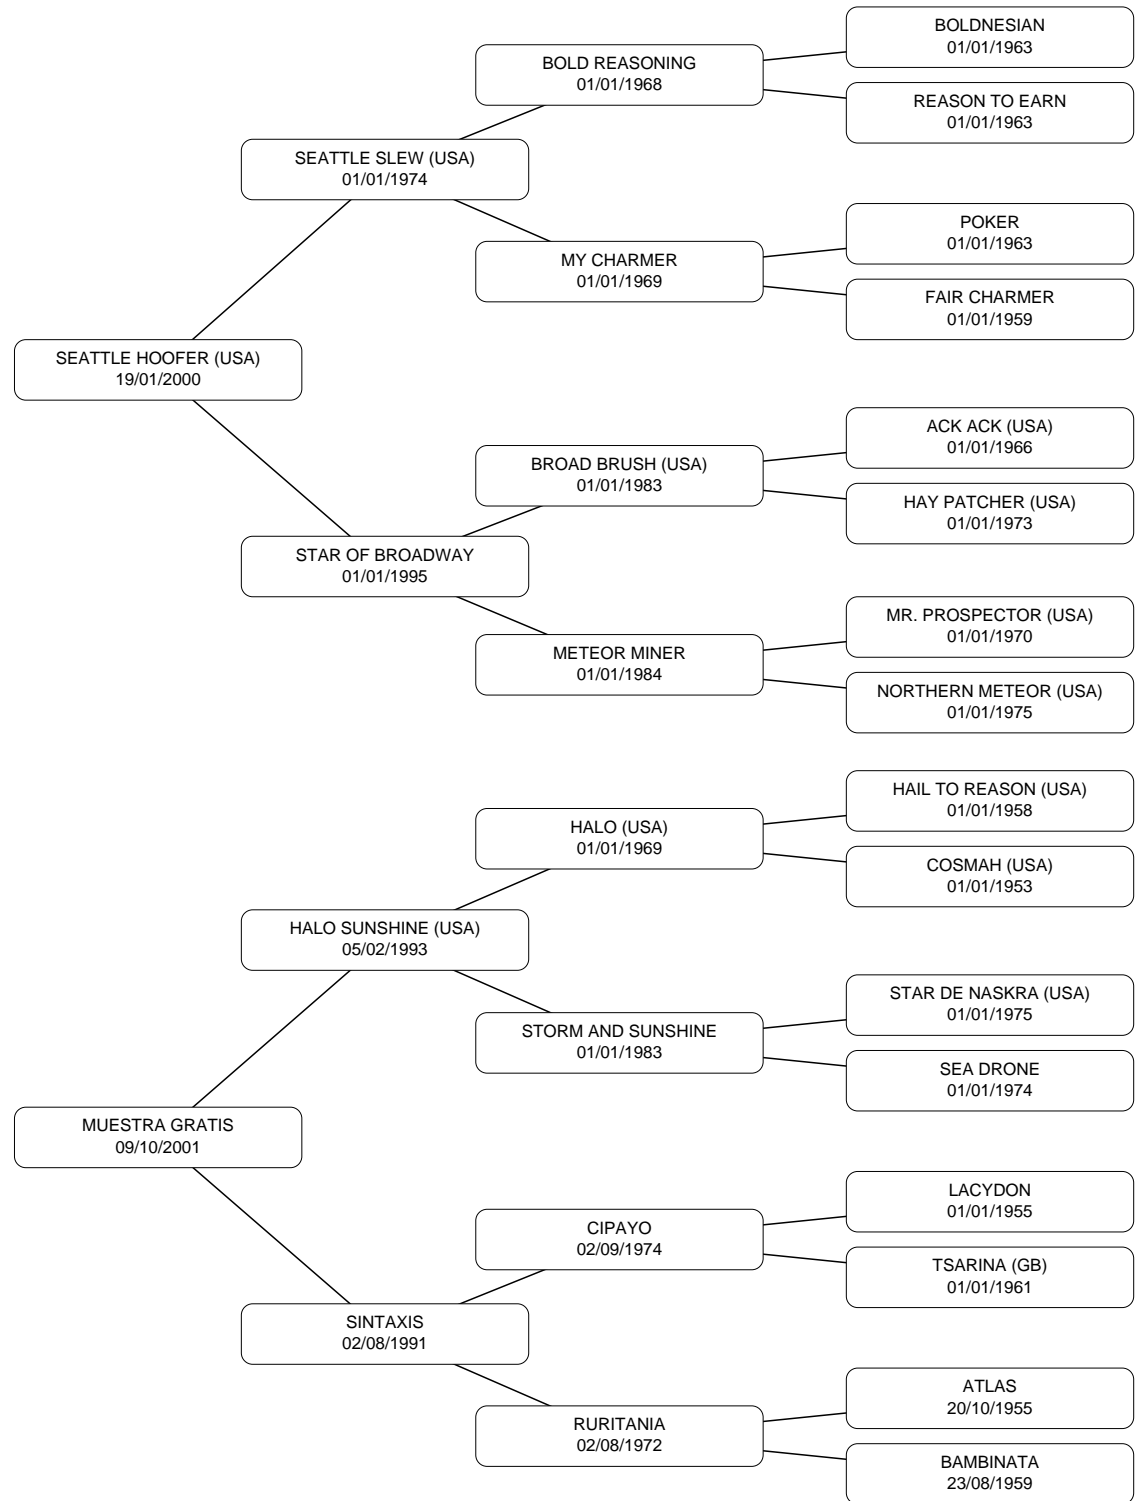 BOLDNESIAN
01/01/1963
BOLD REASONING
01/01/1968
REASON TO EARN
01/01/1963
SEATTLE SLEW (USA)
01/01/1974
POKER
01/01/1963
MY CHARMER
01/01/1969
FAIR CHARMER
01/01/1959
SEATTLE HOOFER (USA)
19/01/2000
ACK ACK (USA)
01/01/1966
BROAD BRUSH (USA)
01/01/1983
HAY PATCHER (USA)
01/01/1973
STAR OF BROADWAY
01/01/1995
MR. PROSPECTOR (USA)
01/01/1970
METEOR MINER
01/01/1984
NORTHERN METEOR (USA)
01/01/1975
HAIL TO REASON (USA)
01/01/1958
HALO (USA)
01/01/1969
COSMAH (USA)
01/01/1953
HALO SUNSHINE (USA)
05/02/1993
STAR DE NASKRA (USA)
01/01/1975
STORM AND SUNSHINE
01/01/1983
SEA DRONE
01/01/1974
MUESTRA GRATIS
09/10/2001
LACYDON
01/01/1955
CIPAYO
02/09/1974
TSARINA (GB)
01/01/1961
SINTAXIS
02/08/1991
ATLAS
20/10/1955
RURITANIA
02/08/1972
BAMBINATA
23/08/1959